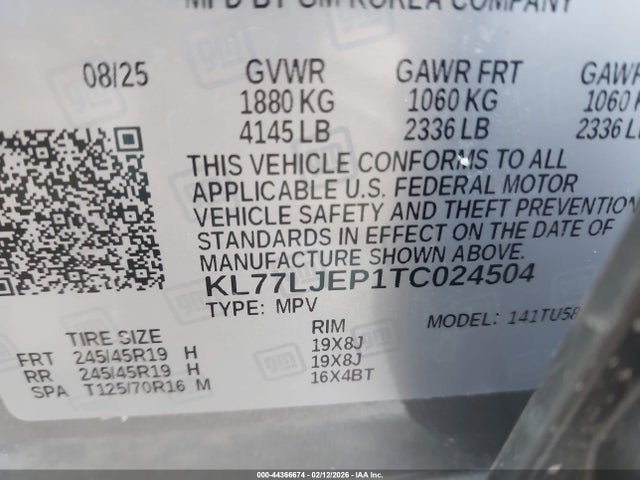 MFD BY GM KOREA COMPANY
08/25 GVWR GAWR FRT GAWR
1880 KG 1060 KG 1060
4145 LB 2336 LB 2336 LB
THIS VEHICLE CONFORMS TO ALL
APPLICABLE U.S. FEDERAL MOTOR
VEHICLE SAFETY AND THEFT PREVENTION
STANDARDS IN EFFECT ON THE DATE OF
MANUFACTURE SHOWN ABOVE.
KL77LJEP1TC024504
TYPE: MPV
MODEL: 141TU58
TIRE SIZE RIM
FRT 245/45R19 H 19X8J
RR 245/45R19 H 19X8J
SPA T125/70R16 M 16X4BT
gm
000-44366674 | 02/12/2026 | IAA Inc.